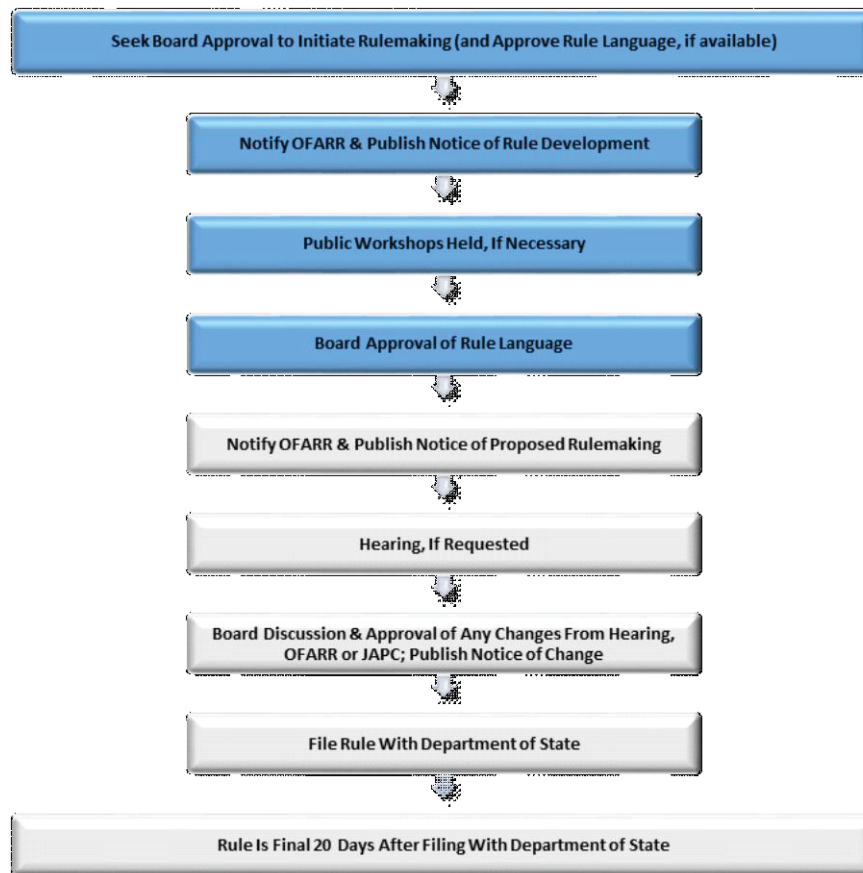 Seek Board Approval to Initiate Rulemaking (and Approve Rule Language, if available)
Notify OFARR & Publish Notice of Rule Development
Public Workshops Held, If Necessary
Board Approval of Rule Language
Notify OFARR & Publish Notice of Proposed Rulemaking
Hearing, If Requested
Board Discussion & Approval of Any Changes From Hearing,
OFARR or JAPC; Publish Notice of Change
File Rule With Department of State
Rule Is Final 20 Days After Filing With Department of State